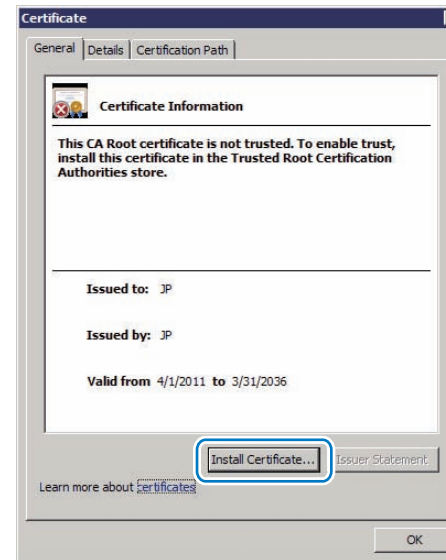 Certificate
General Details Certification Path
Certificate Information
This CA Root certificate is not trusted. To enable trust,
install this certificate in the Trusted Root Certification
Authorities store.
Issued to: JP
Issued by: JP
Valid from 4/1/2011 to 3/31/2036
Install Certificate... Issuer Statement
Learn more about certificates
OK